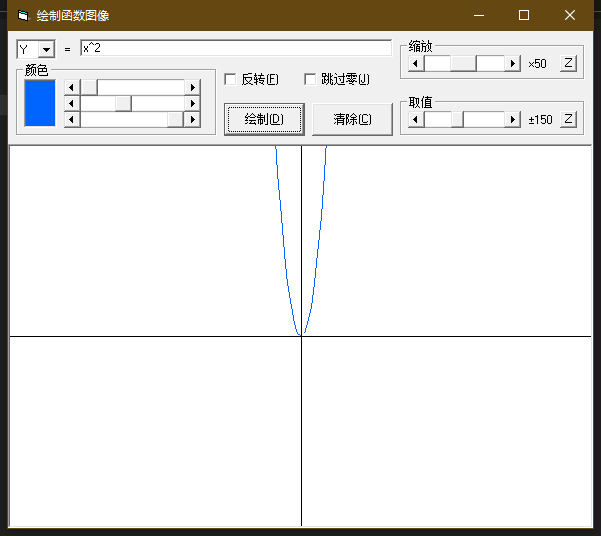 绘制函数图像
Y = x^2
缩放
×50 Z
颜色
反转(F) 跳过零(J)
绘制(D) 清除(C)
取值
±150 Z